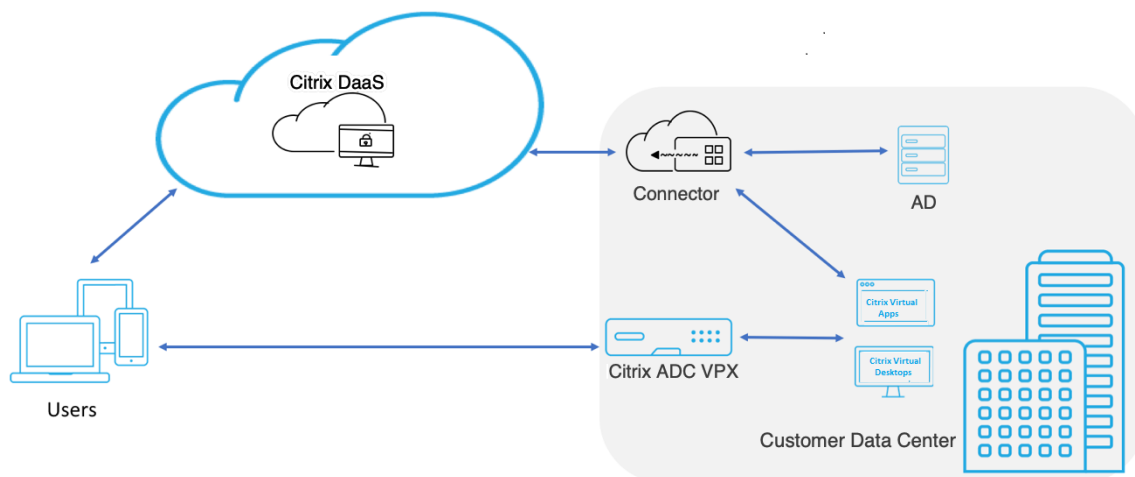 Citrix DaaS
Connector
AD
Citrix Virtual
Apps
Citrix Virtual
Desktops
Citrix ADC VPX
Users
Customer Data Center